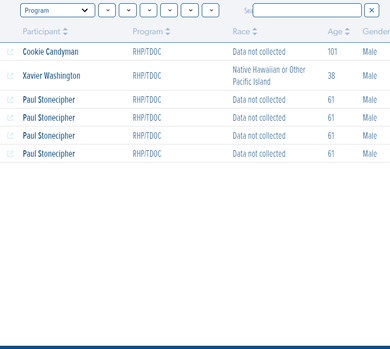 Program
Participant Program Race Age Gender
Cookie Candyman RHP/TDOC Data not collected 101 Male
Xavier Washington RHP/TDOC Native Hawaiian or Other Pacific Island 38 Male
Paul Stonecipher RHP/TDOC Data not collected 61 Male
Paul Stonecipher RHP/TDOC Data not collected 61 Male
Paul Stonecipher RHP/TDOC Data not collected 61 Male
Paul Stonecipher RHP/TDOC Data not collected 61 Male